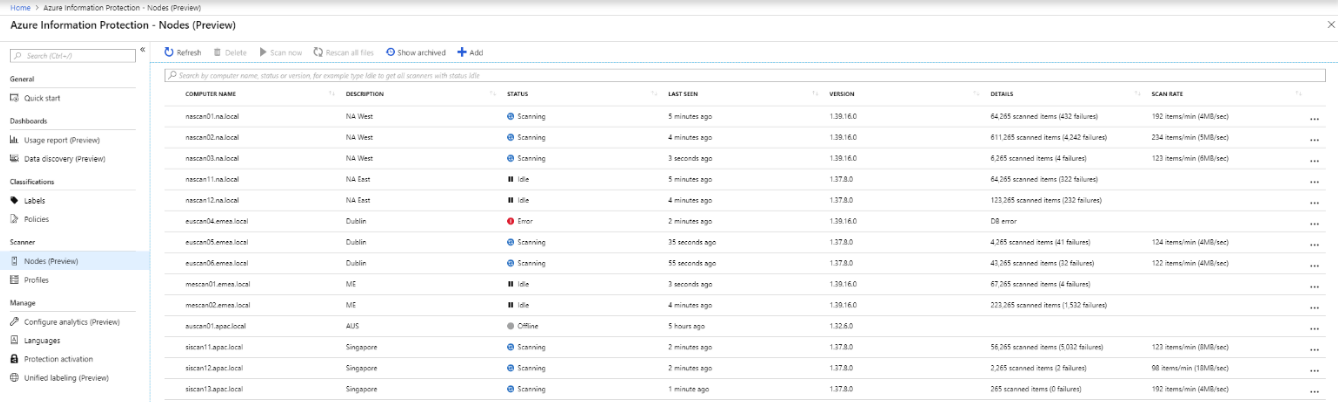 Home > Azure Information Protection - Nodes (Preview)
Azure Information Protection - Nodes (Preview)
Search (Ctrl+/)
General
Quick start
Dashboards
Usage report (Preview)
Data discovery (Preview)
Classifications
Labels
Policies
Scanner
Nodes (Preview)
Profiles
Manage
Configure analytics (Preview)
Languages
Protection activation
Unified labeling (Preview)
Refresh Delete Scan now Rescan all files Show archived Add
Search by computer name, status or version, for example type Idle to get all scanners with status Idle
COMPUTER NAME DESCRIPTION STATUS LAST SEEN VERSION DETAILS SCAN RATE
nascan01.na.local NA West Scanning 5 minutes ago 1.39.16.0 64,265 scanned items (432 failures) 192 items/min (4MB/sec)
nascan02.na.local NA West Scanning 4 minutes ago 1.39.16.0 611,265 scanned items (4,242 failures) 234 items/min (5MB/sec)
nascan03.na.local NA West Scanning 3 seconds ago 1.39.16.0 6,265 scanned items (4 failures) 123 items/min (6MB/sec)
nascan11.na.local NA East Idle 5 minutes ago 1.37.8.0 64,265 scanned items (322 failures)
nascan12.na.local NA East Idle 4 minutes ago 1.37.8.0 123,265 scanned items (232 failures)
euscan04.emea.local Dublin Error 2 minutes ago 1.39.16.0 DB error
euscan05.emea.local Dublin Scanning 35 seconds ago 1.37.8.0 4,265 scanned items (41 failures) 124 items/min (4MB/sec)
euscan06.emea.local Dublin Scanning 55 seconds ago 1.37.8.0 43,265 scanned items (32 failures) 122 items/min (4MB/sec)
mescan01.emea.local ME Idle 3 seconds ago 1.39.16.0 67,265 scanned items (4 failures)
mescan02.emea.local ME Idle 4 minutes ago 1.39.16.0 223,265 scanned items (1,532 failures)
auscan01.apac.local AUS Offline 5 hours ago 1.32.6.0
siscan11.apac.local Singapore Scanning 2 minutes ago 1.37.8.0 56,265 scanned items (5,032 failures) 123 items/min (8MB/sec)
siscan12.apac.local Singapore Scanning 2 minutes ago 1.37.8.0 2,265 scanned items (2 failures) 98 items/min (18MB/sec)
siscan13.apac.local Singapore Scanning 1 minute ago 1.37.8.0 265 scanned items (0 failures) 192 items/min (4MB/sec)